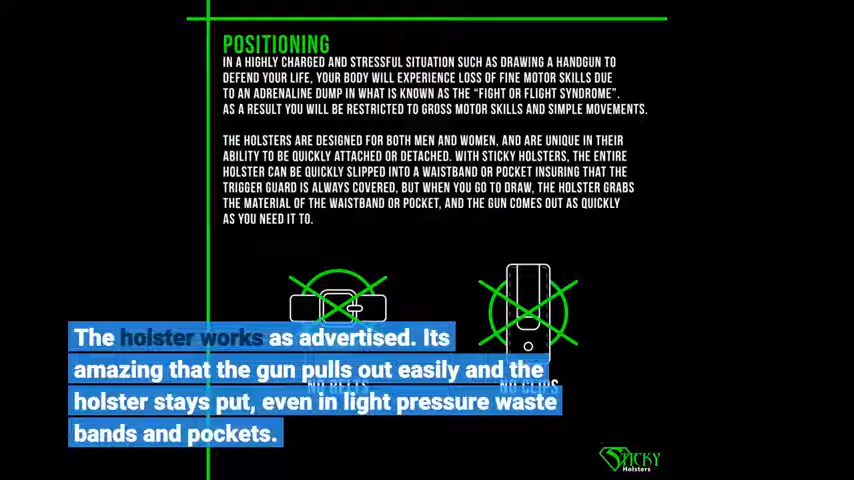 POSITIONING
IN A HIGHLY CHARGED AND STRESSFUL SITUATION SUCH AS DRAWING A HANDGUN TO
DEFEND YOUR LIFE, YOUR BODY WILL EXPERIENCE LOSS OF FINE MOTOR SKILLS DUE
TO AN ADRENALINE DUMP IN WHAT IS KNOWN AS THE “FIGHT OR FLIGHT SYNDROME”.
AS A RESULT YOU WILL BE RESTRICTED TO GROSS MOTOR SKILLS AND SIMPLE MOVEMENTS.
THE HOLSTERS ARE DESIGNED FOR BOTH MEN AND WOMEN, AND ARE UNIQUE IN THEIR
ABILITY TO BE QUICKLY ATTACHED OR DETACHED. WITH STICKY HOLSTERS, THE ENTIRE
HOLSTER CAN BE QUICKLY SLIPPED INTO A WAISTBAND OR POCKET INSURING THAT THE
TRIGGER GUARD IS ALWAYS COVERED, BUT WHEN YOU GO TO DRAW, THE HOLSTER GRABS
THE MATERIAL OF THE WAISTBAND OR POCKET, AND THE GUN COMES OUT AS QUICKLY
AS YOU NEED IT TO.
The holster works as advertised. Its
amazing that the gun pulls out easily and the
holster stays put, even in light pressure waste
bands and pockets.
NO BELTS
NO CLIPS
STICKY
Holsters